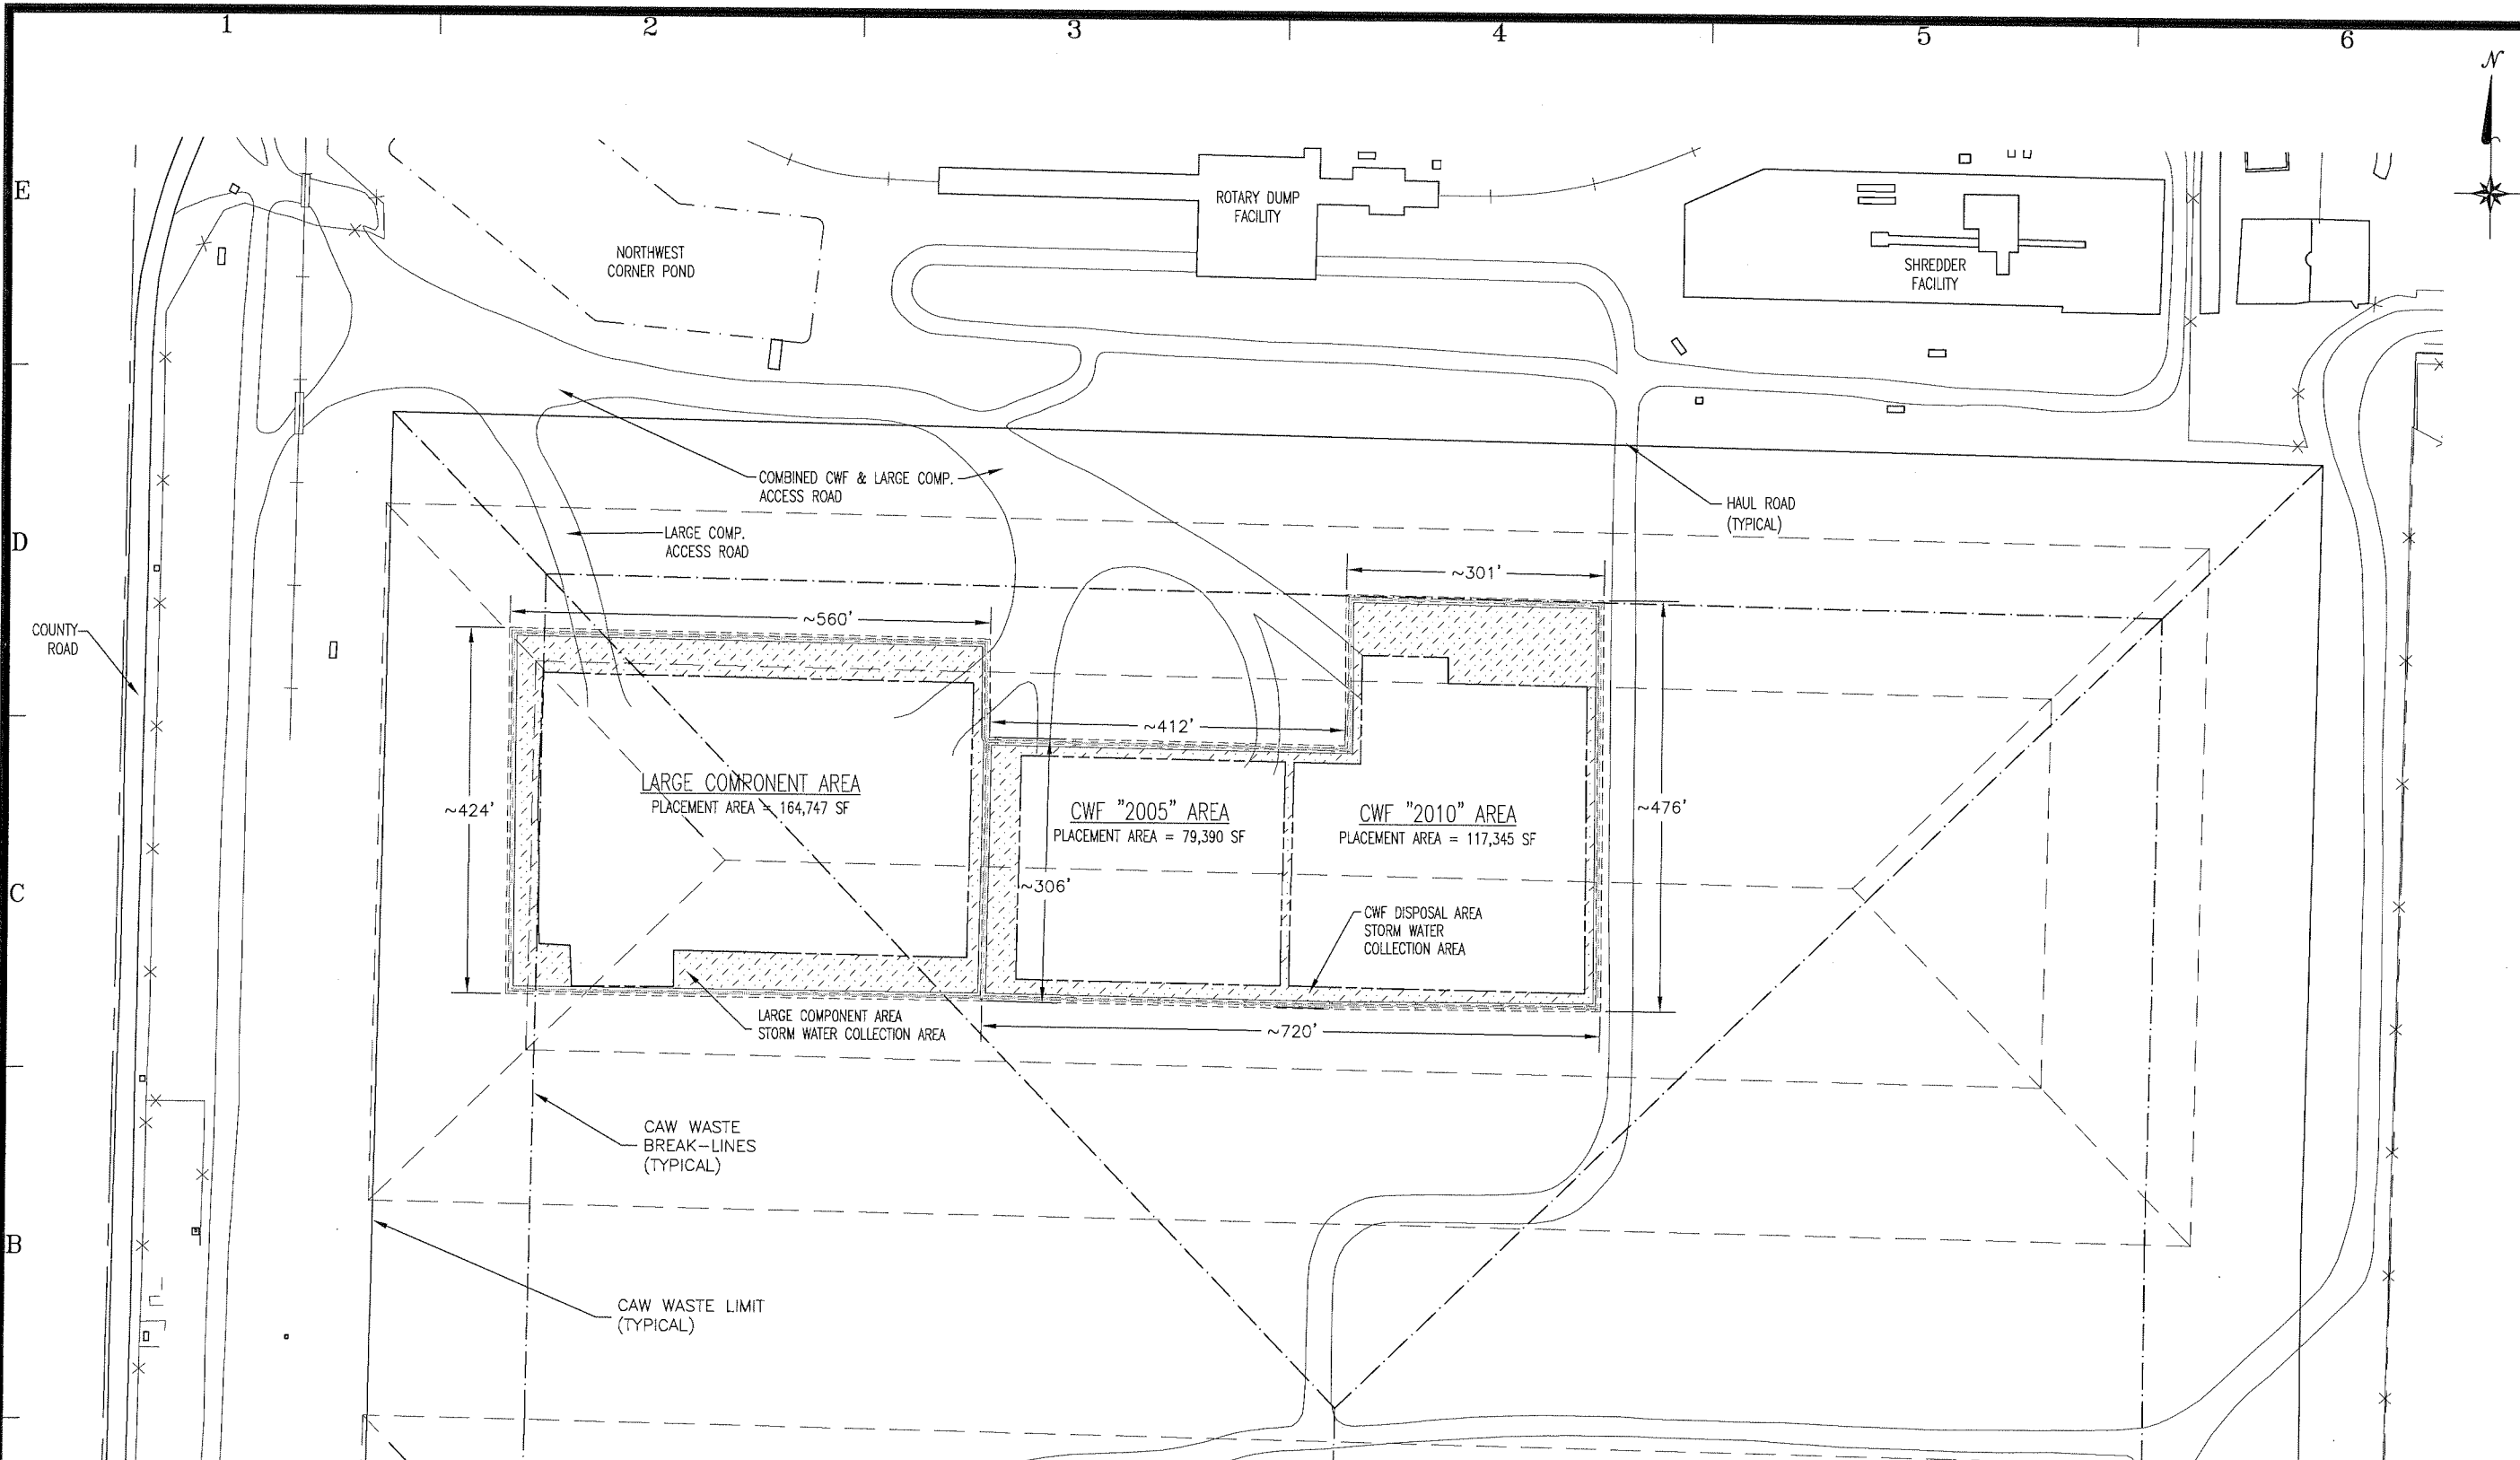 1
2
3
4
5
6
N
E
D
C
B
ROTARY DUMP
FACILITY
NORTHWEST
CORNER POND
SHREDDER
FACILITY
COMBINED CWF & LARGE COMP.
ACCESS ROAD
HAUL ROAD
(TYPICAL)
LARGE COMP.
ACCESS ROAD
~301'
~560'
COUNTY
ROAD
~412'
LARGE COMPONENT AREA
PLACEMENT AREA = 164,747 SF
~424'
CWF "2005" AREA
PLACEMENT AREA = 79,390 SF
CWF "2010" AREA
PLACEMENT AREA = 117,345 SF
~476'
~306'
CWF DISPOSAL AREA
STORM WATER
COLLECTION AREA
LARGE COMPONENT AREA
STORM WATER COLLECTION AREA
~720'
CAW WASTE
BREAK-LINES
(TYPICAL)
CAW WASTE LIMIT
(TYPICAL)